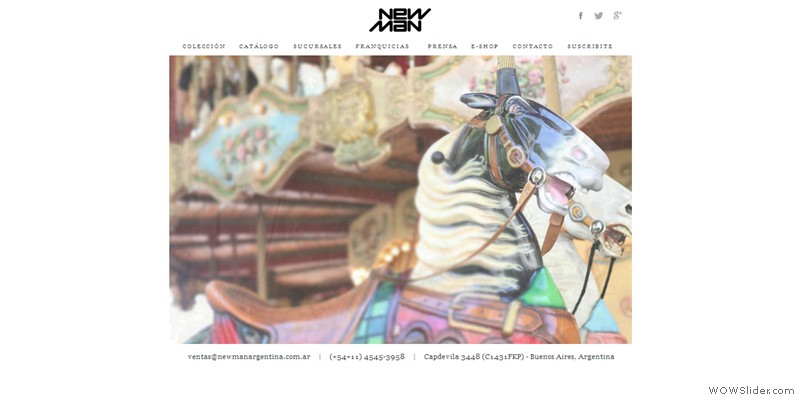 NEW
MAN
COLECCIÓN CATÁLOGO SUCURSALES FRANQUICIAS PRENSA E-SHOP CONTACTO SUSCRIBITE
ventas@newmanargentina.com.ar | (+54+11) 4545-3958 | Capdevila 3448 (C1431FKP) - Buenos Aires, Argentina
WOWSlider.com